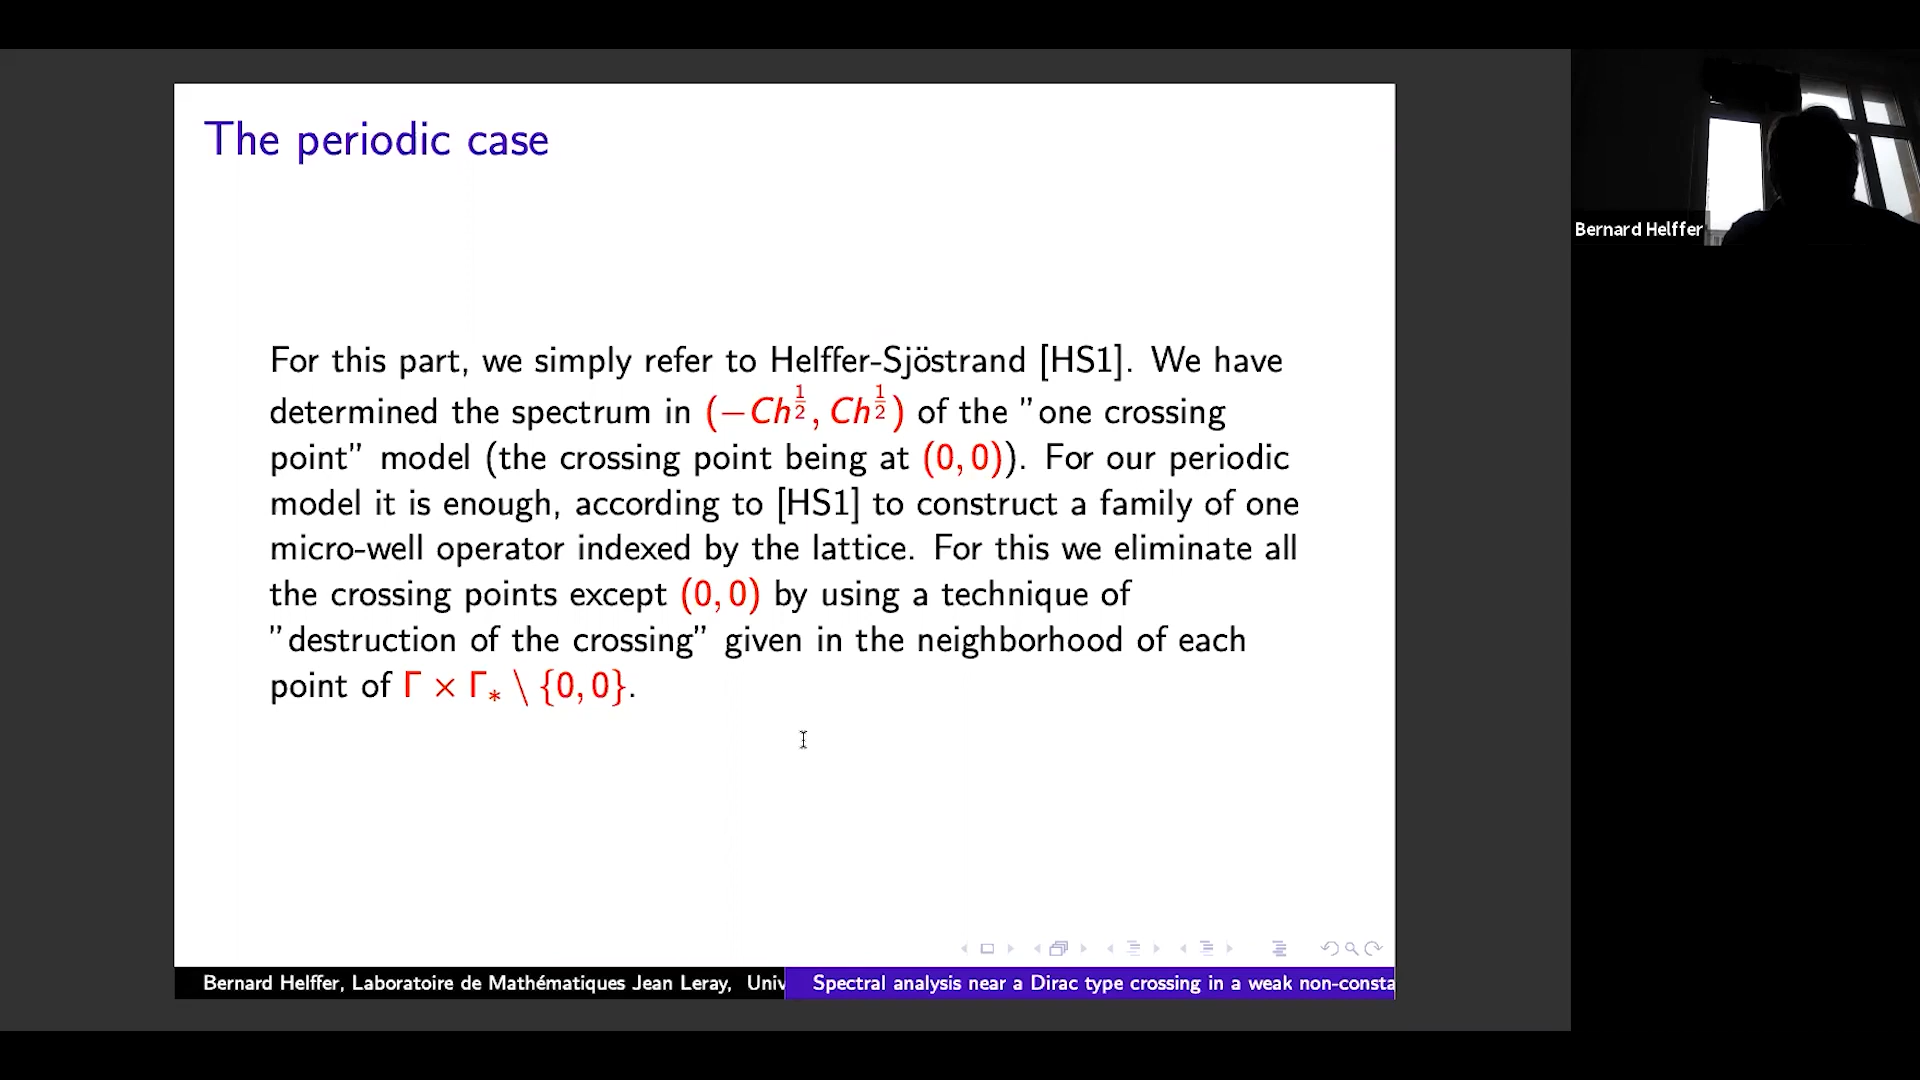 The periodic case
For this part, we simply refer to Helffer-Sjöstrand [HS1]. We have
determined the spectrum in (−Ch^{1/2}, Ch^{1/2}) of the ”one crossing
point” model (the crossing point being at (0, 0)). For our periodic
model it is enough, according to [HS1] to construct a family of one
micro-well operator indexed by the lattice. For this we eliminate all
the crossing points except (0, 0) by using a technique of
”destruction of the crossing” given in the neighborhood of each
point of Γ × Γ_* \ {0, 0}.
Bernard Helffer, Laboratoire de Mathématiques Jean Leray, Univ
Spectral analysis near a Dirac type crossing in a weak non-consta
Bernard Helffer